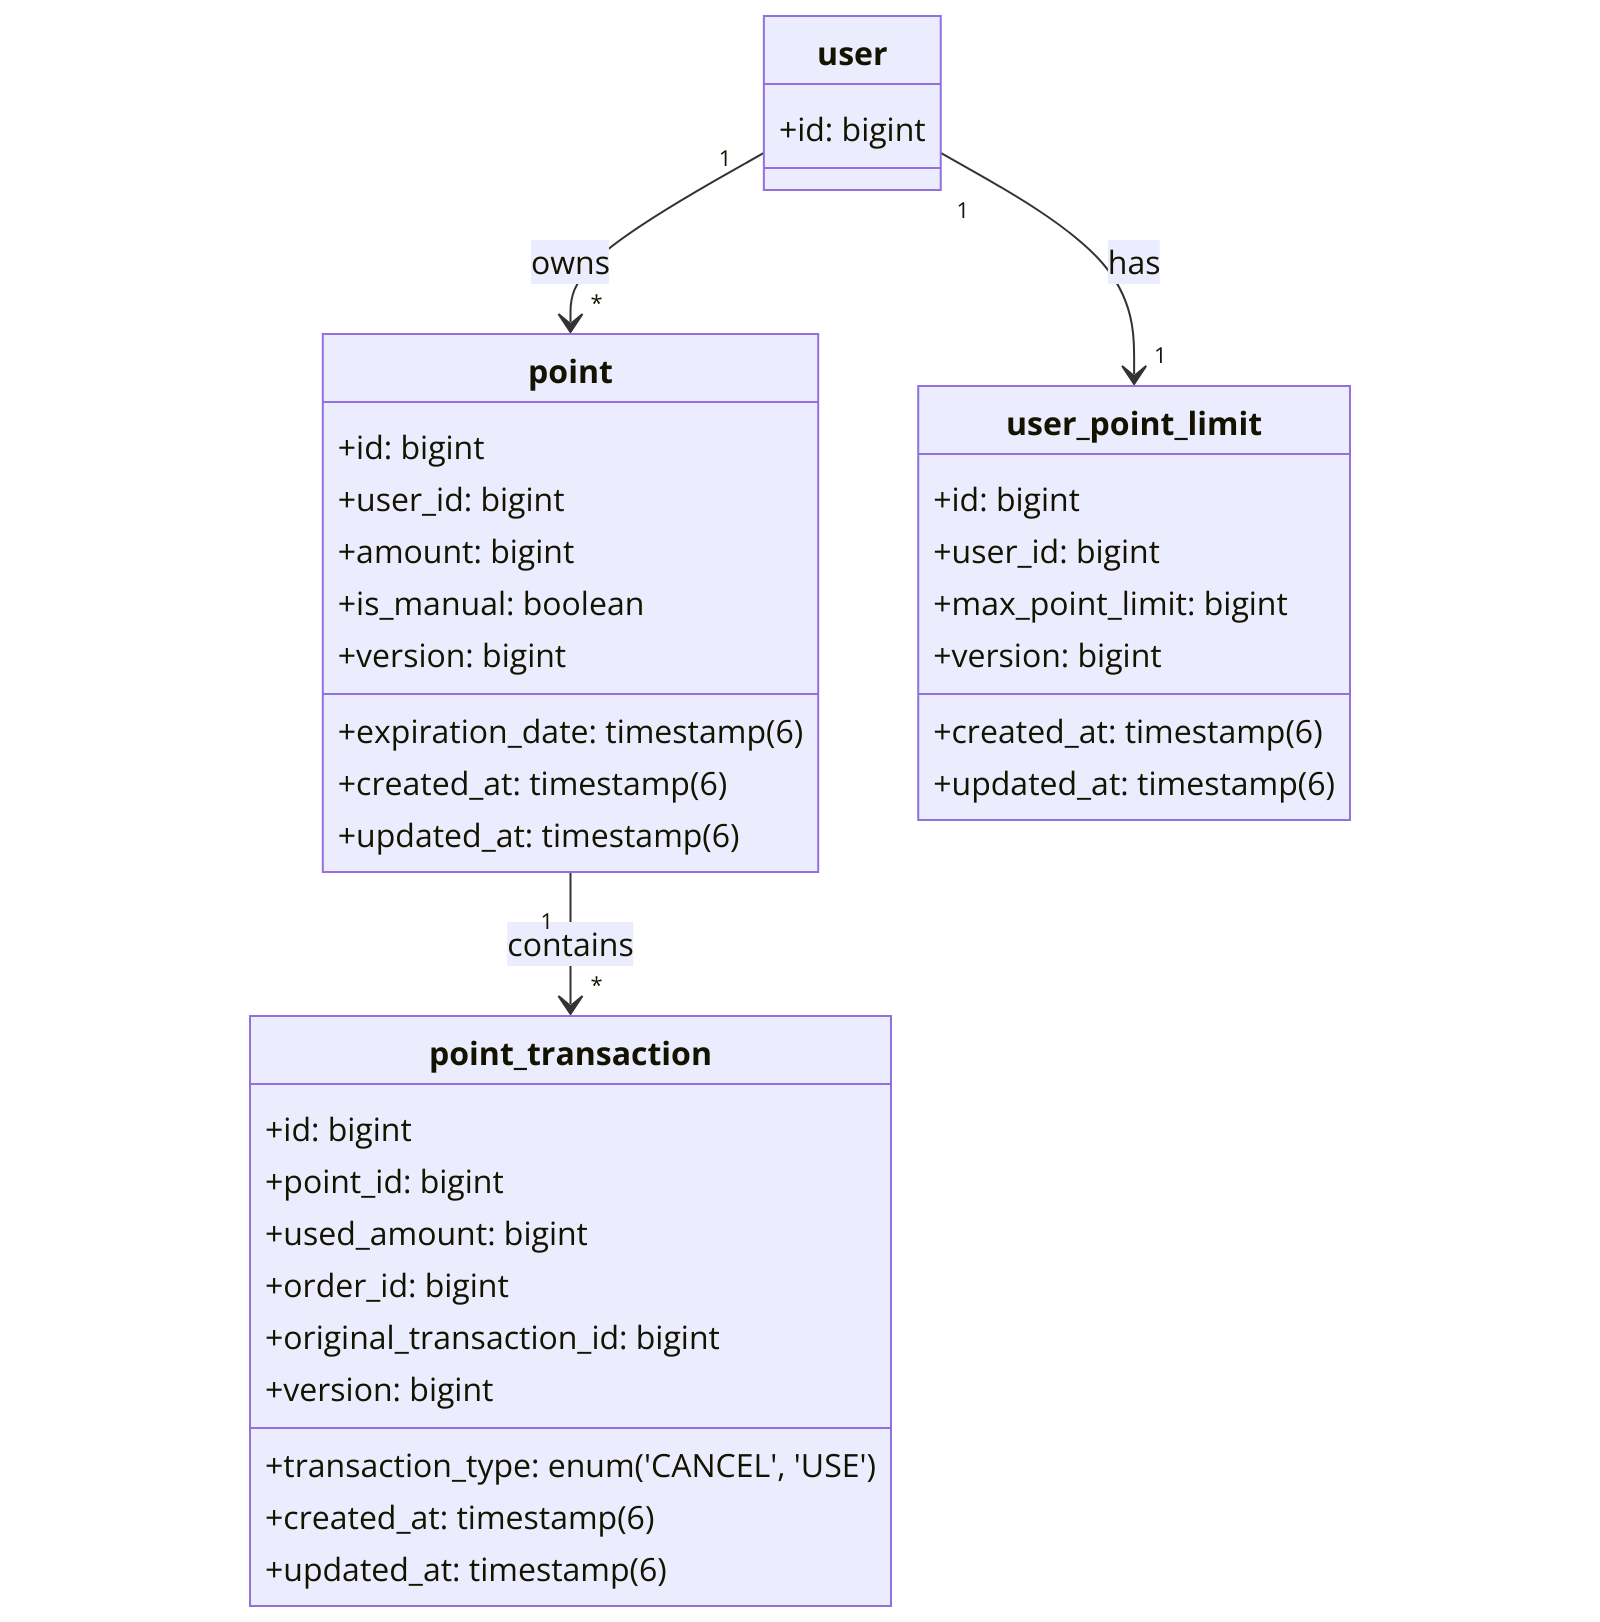 user
+id: bigint
1
1
owns
has
*
1
point
+id: bigint
+user_id: bigint
+amount: bigint
+is_manual: boolean
+version: bigint
+expiration_date: timestamp(6)
+created_at: timestamp(6)
+updated_at: timestamp(6)
user_point_limit
+id: bigint
+user_id: bigint
+max_point_limit: bigint
+version: bigint
+created_at: timestamp(6)
+updated_at: timestamp(6)
1
contains
*
point_transaction
+id: bigint
+point_id: bigint
+used_amount: bigint
+order_id: bigint
+original_transaction_id: bigint
+version: bigint
+transaction_type: enum('CANCEL', 'USE')
+created_at: timestamp(6)
+updated_at: timestamp(6)